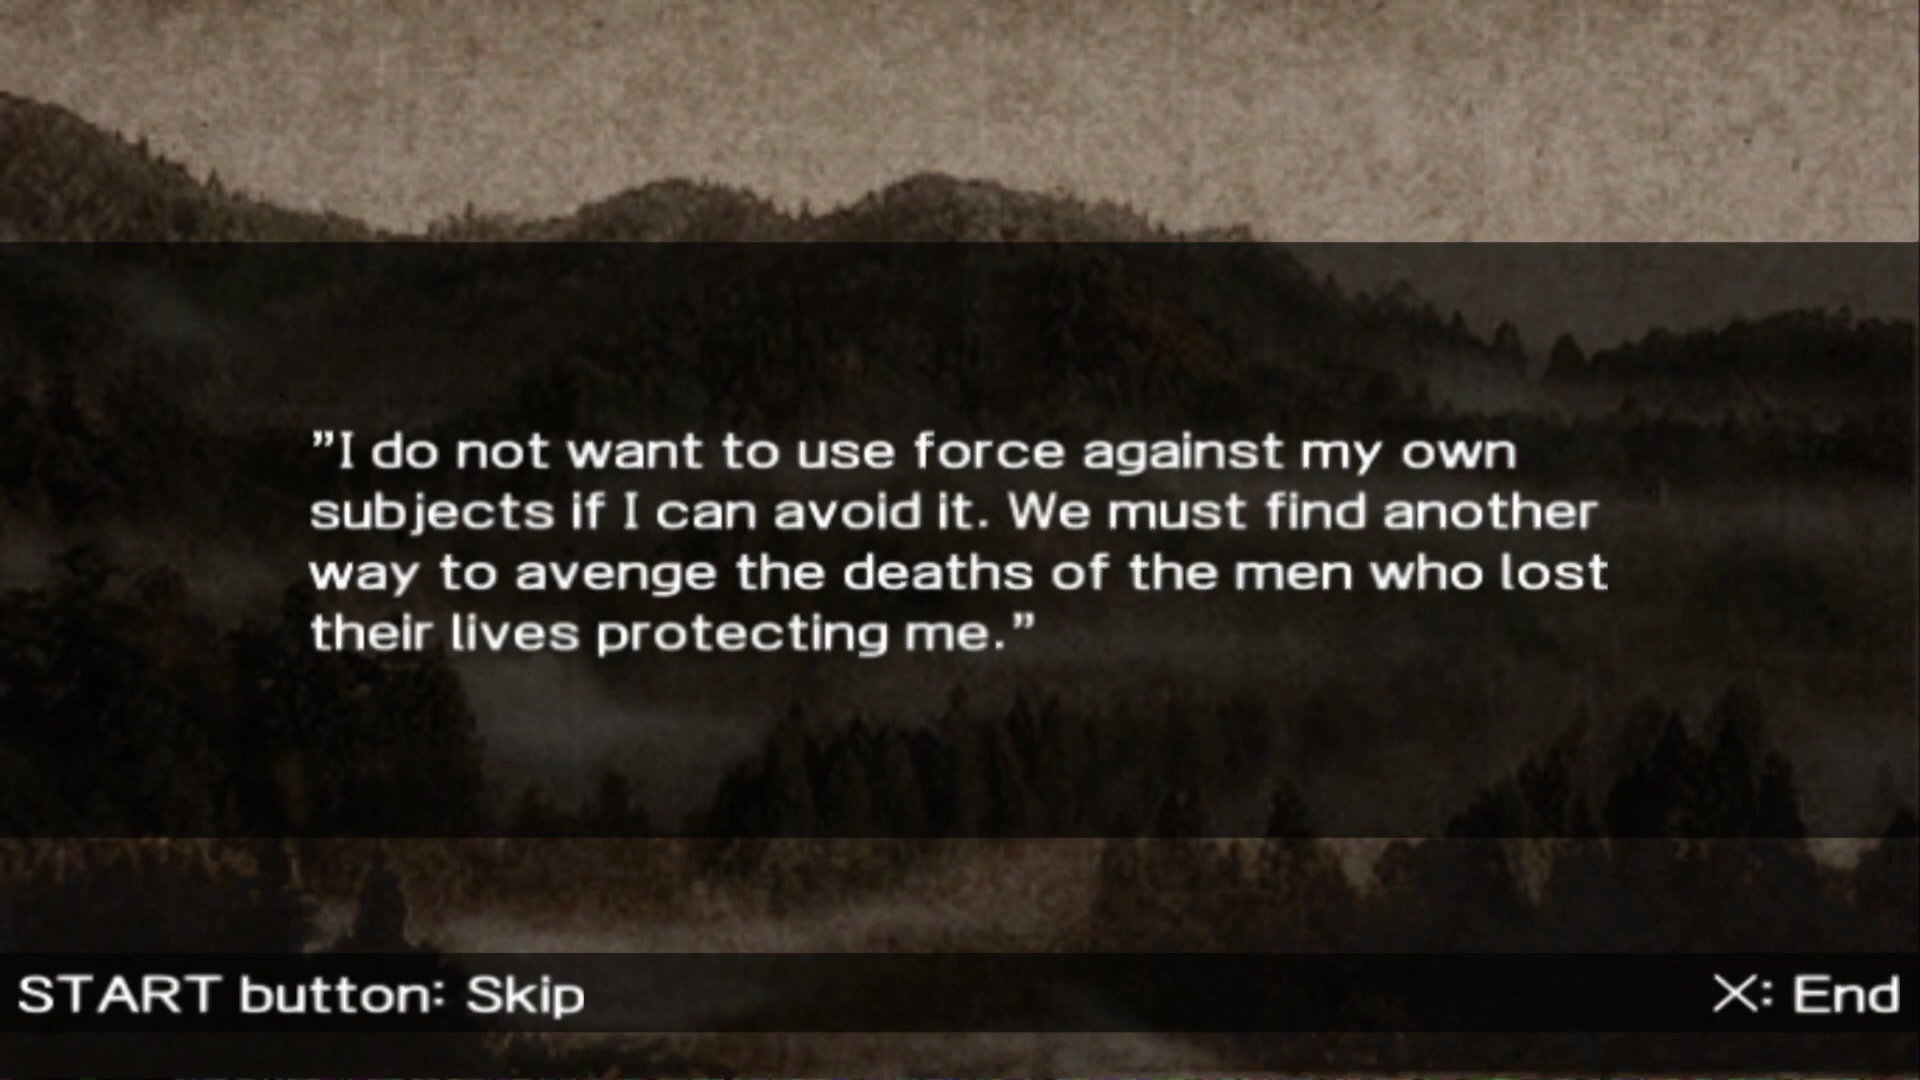 ”I do not want to use force against my own
subjects if I can avoid it. We must find another
way to avenge the deaths of the men who lost
their lives protecting me.”
START button: Skip
X: End